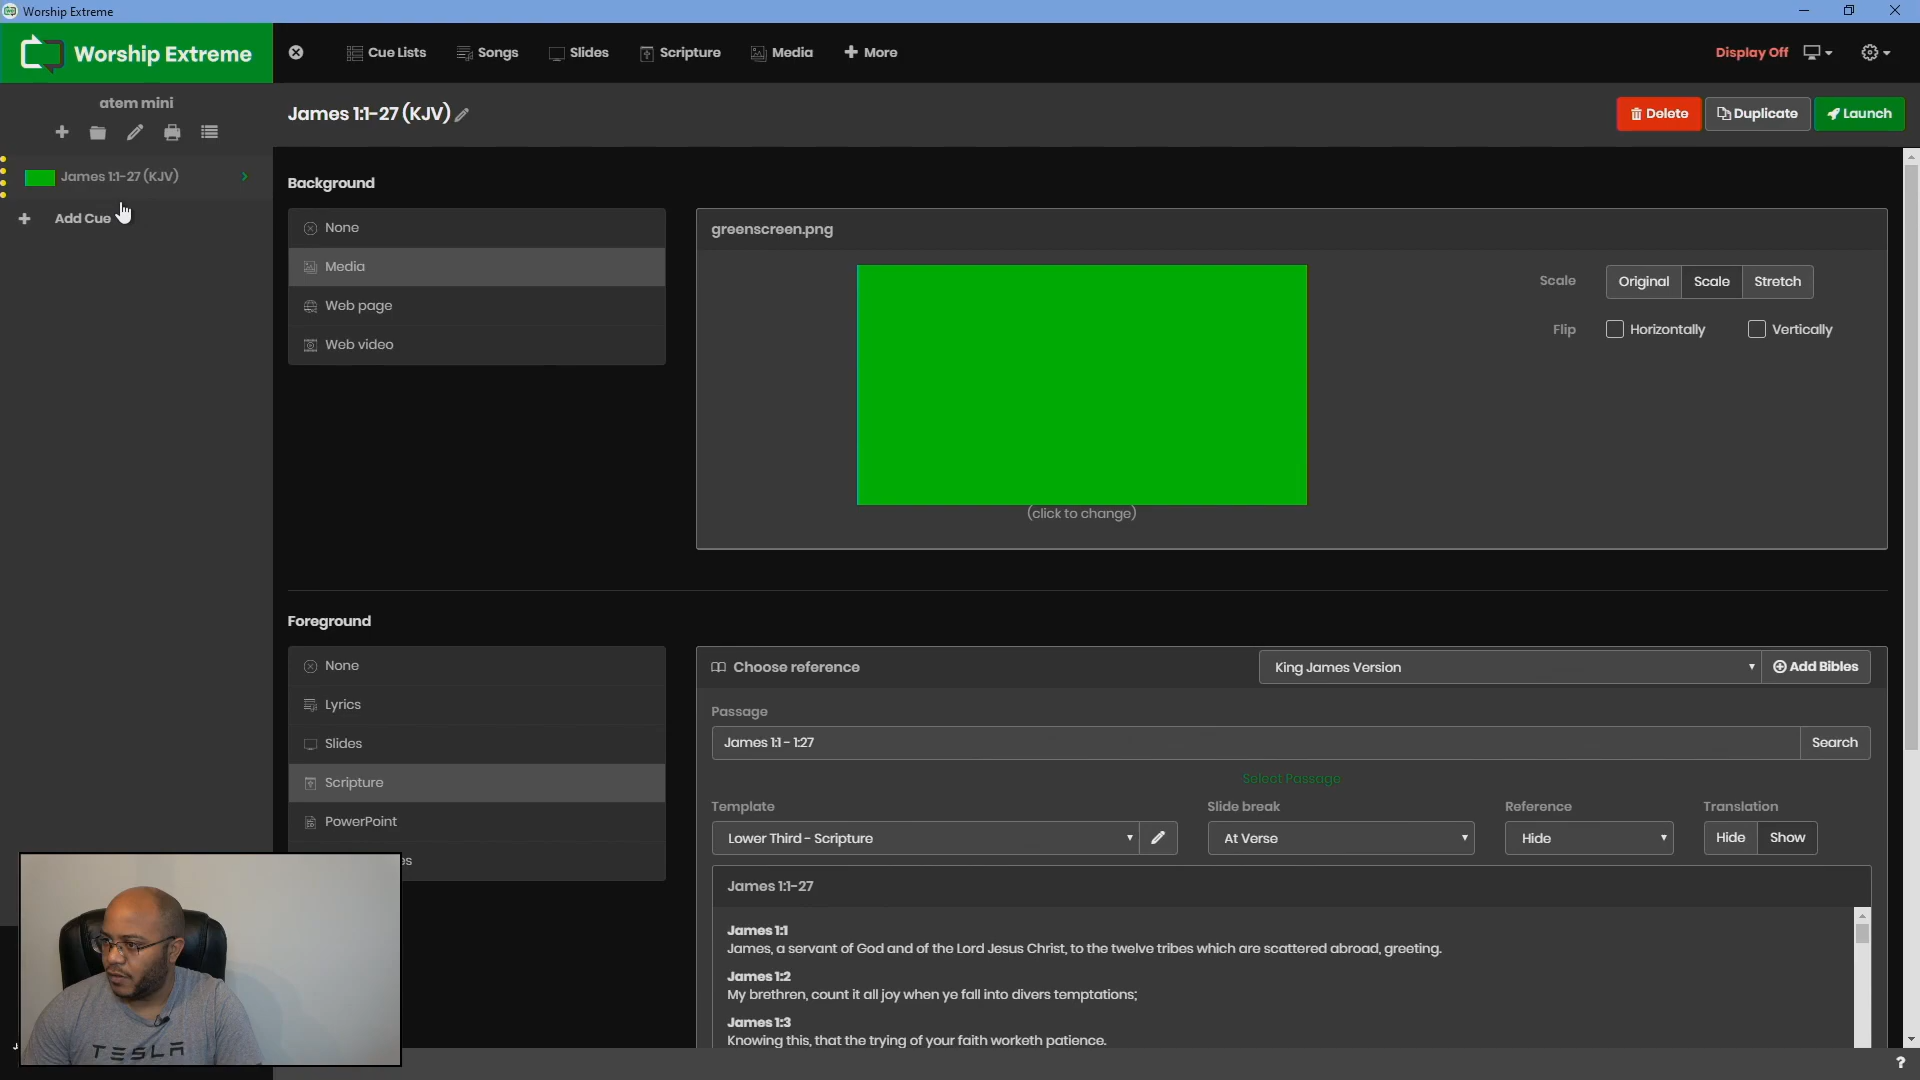 Worship Extreme
Worship Extreme
Cue Lists
Songs
Slides
Scripture
Media
More
Display Off
atem mini
James 1:1-27 (KJV)
Delete
Duplicate
Launch
James 1:1-27 (KJV)
Add Cue
Background
None
Media
Web page
Web video
greenscreen.png
(click to change)
Scale
Original
Scale
Stretch
Flip
Horizontally
Vertically
Foreground
None
Lyrics
Slides
Scripture
PowerPoint
es
Choose reference
King James Version
Add Bibles
Passage
James 1:1 - 1:27
Search
Select Passage
Template
Slide break
Reference
Translation
Lower Third - Scripture
At Verse
Hide
Hide
Show
James 1:1-27
James 1:1
James, a servant of God and of the Lord Jesus Christ, to the twelve tribes which are scattered abroad, greeting.
James 1:2
My brethren, count it all joy when ye fall into divers temptations;
James 1:3
Knowing this, that the trying of your faith worketh patience.
TESLA
?